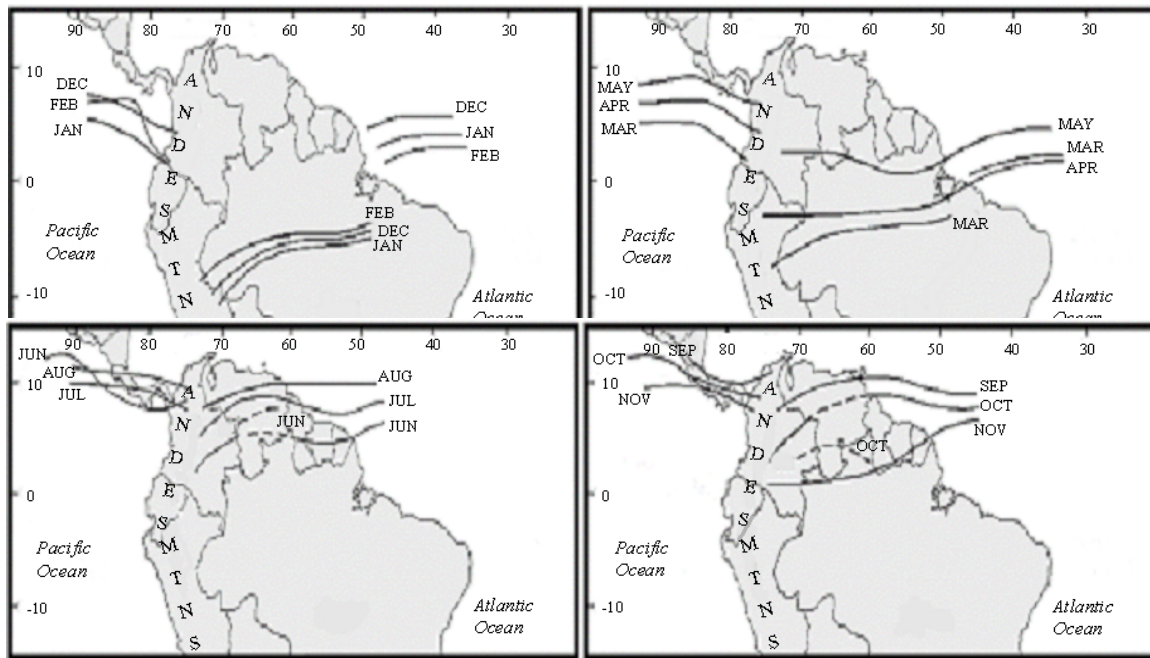 90 80 70 60 50 40 30
10
DEC
FEB
JAN
DEC
JAN
FEB
0
FEB
DEC
JAN
Pacific
Ocean
-10
Atlantic
Ocean
A
N
D
E
S
M
T
N
90 80 70 60 50 40 30
10
MAY
APR
MAR
MAY
MAR
APR
0
MAR
Pacific
Ocean
-10
Atlantic
Ocean
A
N
D
E
S
M
T
N
90 80 70 60 50 40 30
JUN
AUG
10
JUL
AUG
JUL
JUN
JUN
0
Pacific
Ocean
-10
Atlantic
Ocean
A
N
D
E
S
M
T
N
S
90 80 70 60 50 40 30
OCT SEP
10
NOV
SEP
OCT
NOV
OCT
0
Pacific
Ocean
-10
Atlantic
Ocean
A
N
D
E
S
M
T
N
S